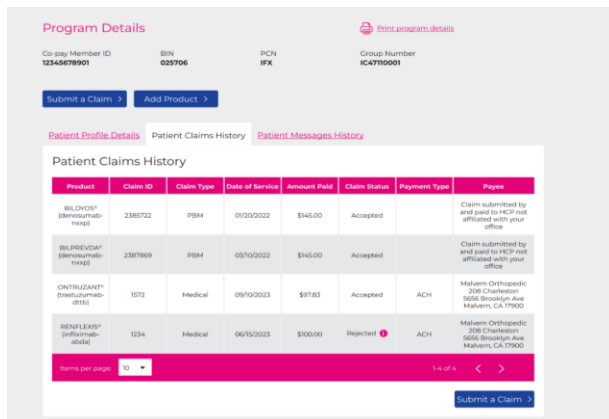 Program Details
Print program details
Co-pay Member ID BIN PCN Group Number
12345678901 025706 IFX IC47110001
Submit a Claim > Add Product >
Patient Profile Details Patient Claims History Patient Messages History
Patient Claims History
Product Claim ID Claim Type Date of Service Amount Paid Claim Status Payment Type Payee
BILDYOS® (denosumab-nxxp) 2385722 PBM 01/20/2022 $145.00 Accepted Claim submitted by and paid to HCP not affiliated with your office
BILPREVDA® (denosumab-nxxp) 2387869 PBM 03/10/2022 $145.00 Accepted Claim submitted by and paid to HCP not affiliated with your office
ONTRUZANT® (trastuzumab-dttb) 1572 Medical 09/10/2023 $97.83 Accepted ACH Malvern Orthopedic 208 Charleston 5656 Brooklyn Ave Malvern, CA 17900
RENFLEXIS® (infliximab-abda) 1234 Medical 06/15/2023 $100.00 Rejected ACH Malvern Orthopedic 208 Charleston 5656 Brooklyn Ave Malvern, CA 17900
Items per page: 10 1-4 of 4 < >
Submit a Claim >